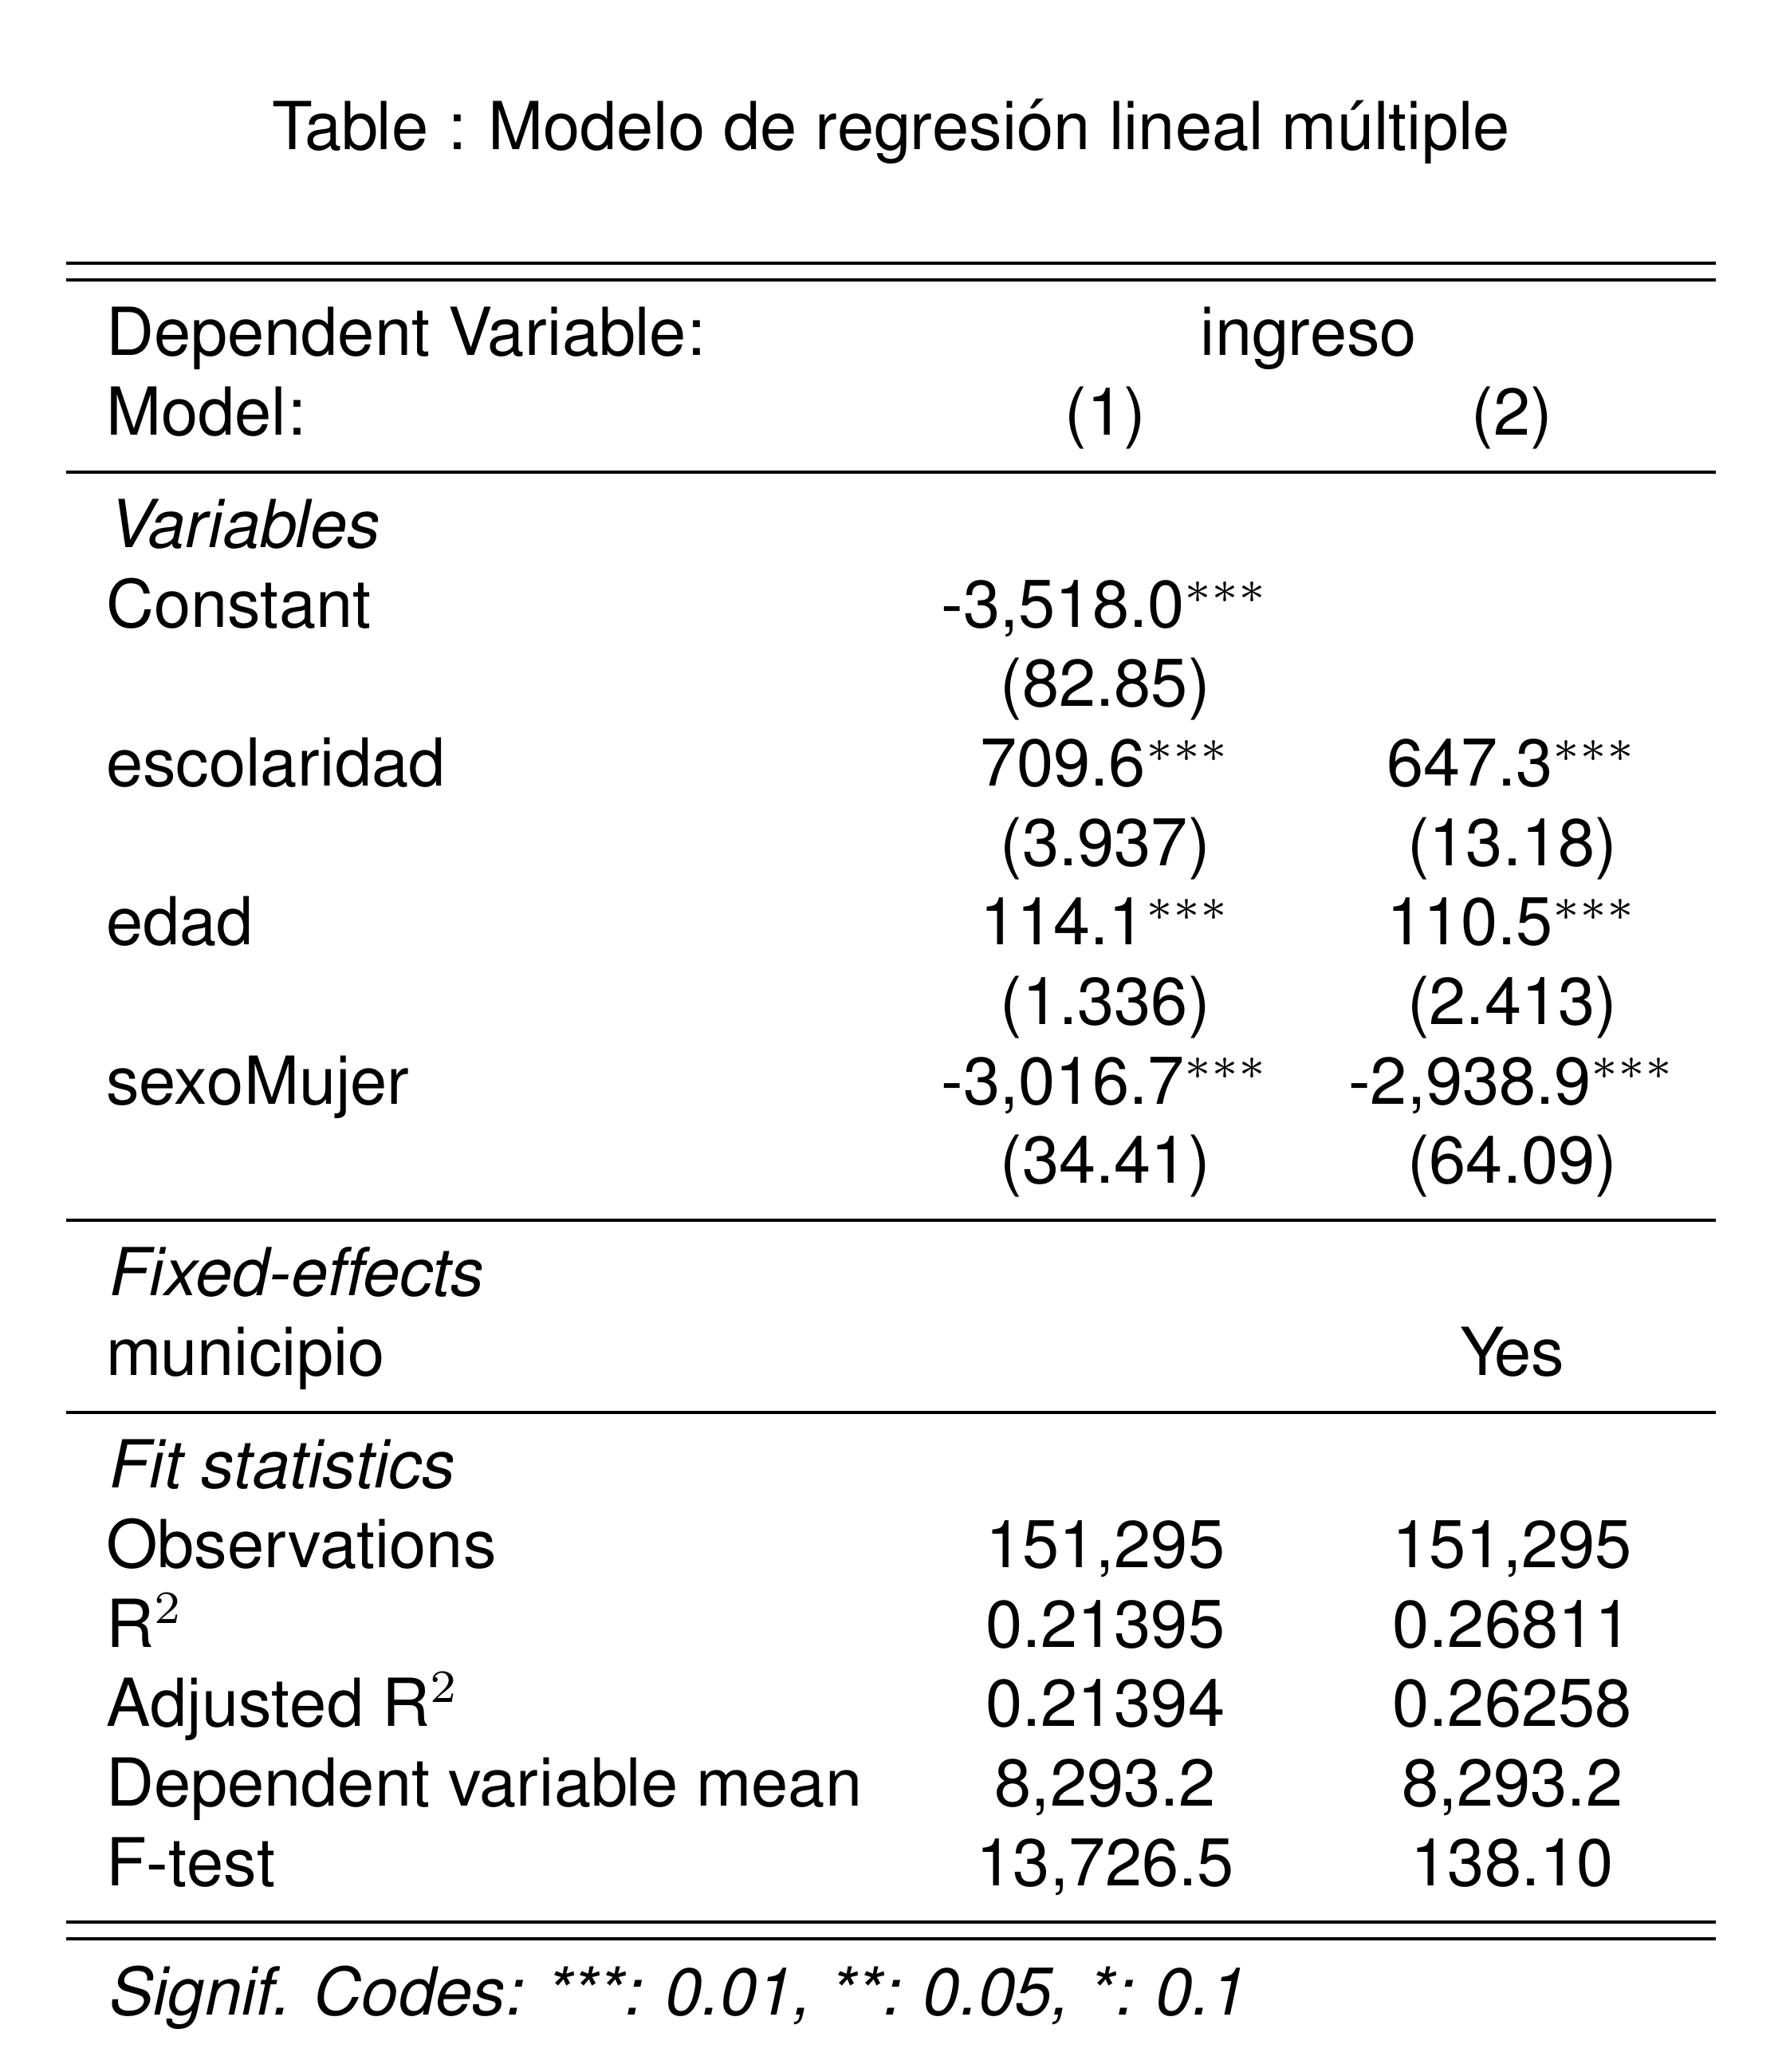 Table : Modelo de regresión lineal múltiple
Dependent Variable: ingreso
Model: (1) (2)
Variables
Constant -3,518.0***
(82.85)
escolaridad 709.6*** 647.3***
(3.937) (13.18)
edad 114.1*** 110.5***
(1.336) (2.413)
sexoMujer -3,016.7*** -2,938.9***
(34.41) (64.09)
Fixed-effects
municipio Yes
Fit statistics
Observations 151,295 151,295
R² 0.21395 0.26811
Adjusted R² 0.21394 0.26258
Dependent variable mean 8,293.2 8,293.2
F-test 13,726.5 138.10
Signif. Codes: ***: 0.01, **: 0.05, *: 0.1